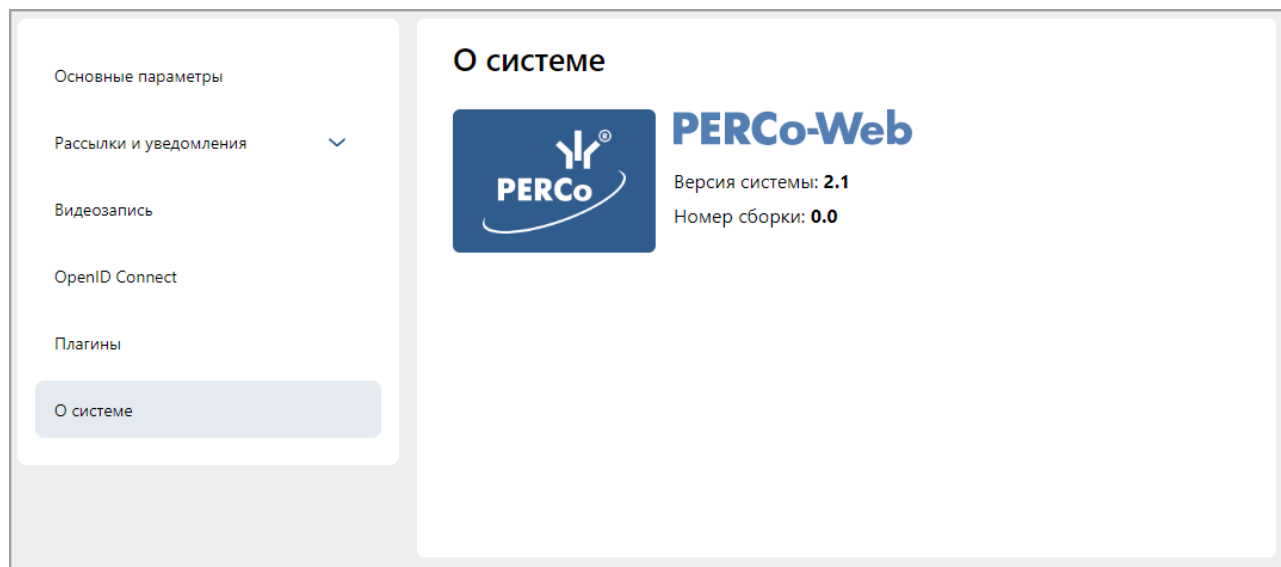 Основные параметры
Рассылки и уведомления
Видеозапись
OpenID Connect
Плагины
О системе
О системе
PERCo®
PERCo-Web
Версия системы: 2.1
Номер сборки: 0.0